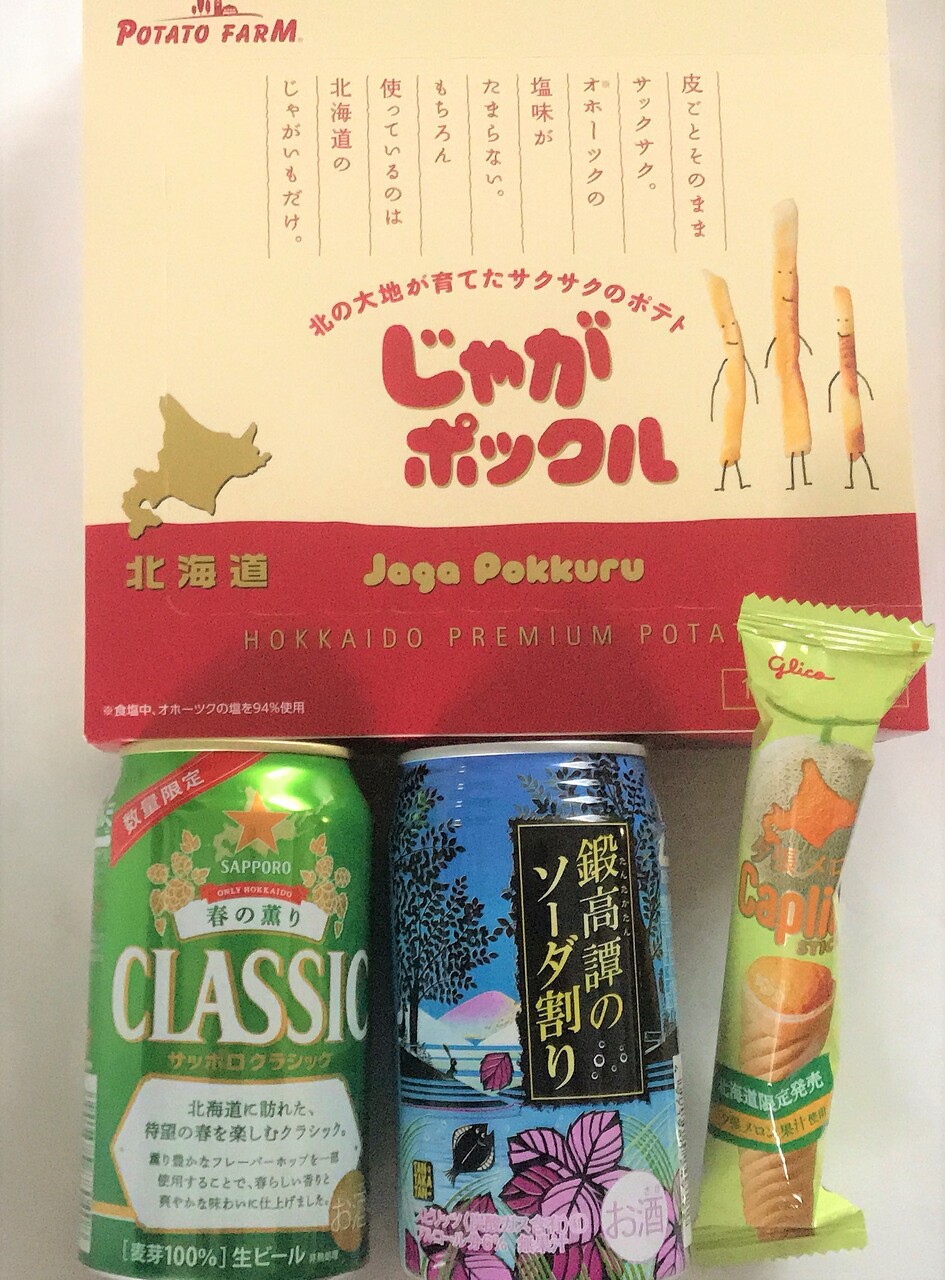 POTATO FARM
皮ごとそのまま
サックサク。
オホーツクの
塩味が
たまらない。
もちろん
使っているのは
北海道の
じゃがいもだけ。
北の大地が育てたサクサクのポテト
じゃが
ポックル
北海道
Jaga Pokkuru
HOKKAIDO PREMIUM
※食塩中、オホーツクの塩を94%使用
数量限定
SAPPORO
ONLY HOKKAIDO
春の薫り
CLASSIC
サッポロクラシック
北海道に訪れた、
待望の春を楽しむクラシック。
薫り豊かなフレーバーホップを一部
使用することで、春らしい香りと
爽やかな味わいに仕上げました。
お酒
[麦芽100%]生ビール
鍛高譚の
たんたかたん
ソーダ割り
TAN
TAKA
TAN
お酒
Glico
北海道限定発売